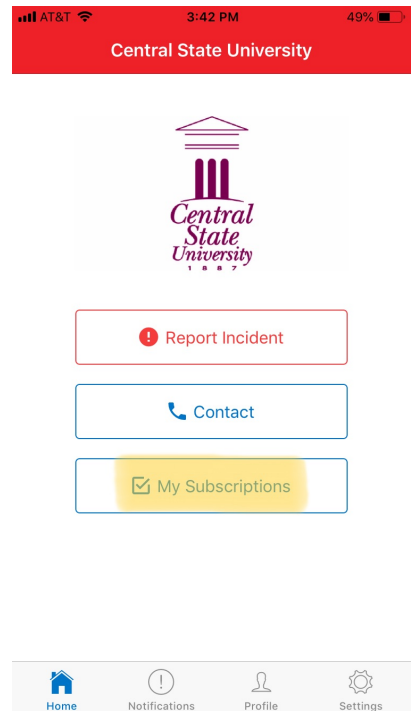 AT&T 3:42 PM 49%
Central State University
Central
State
University
1887
! Report Incident
Contact
My Subscriptions
Home Notifications Profile Settings